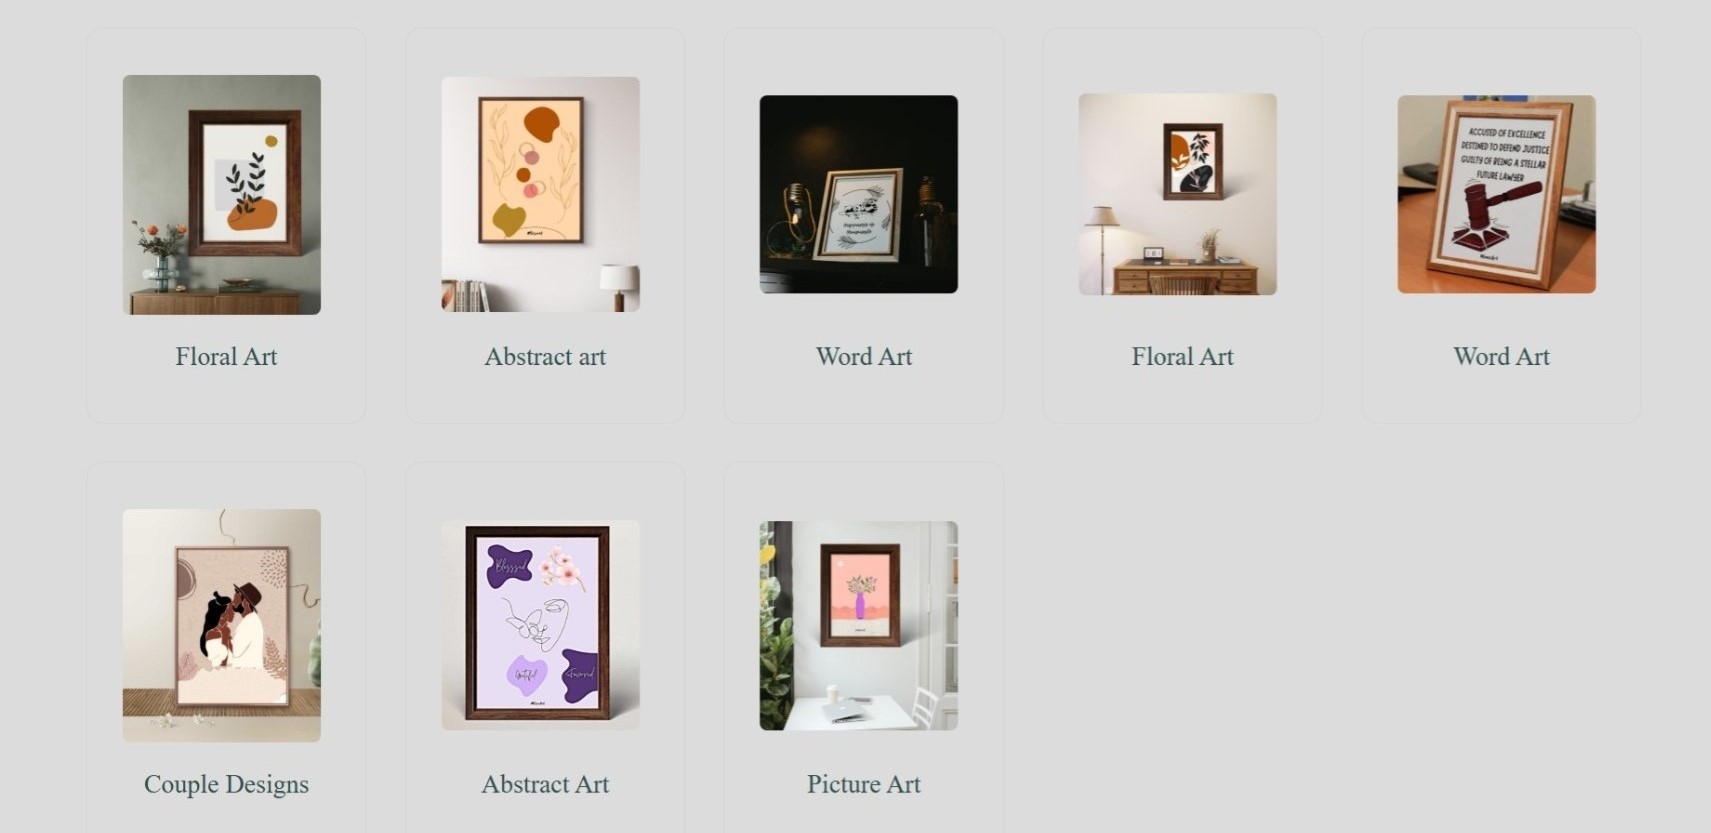 ACCUSED OF EXCELLENCE
DESTINED TO DEFEND JUSTICE
GUILTY OF BEING A STELLAR
FUTURE LAWYER
Floral Art
Abstract art
Word Art
Floral Art
Word Art
Blessed
Grateful
Couple Designs
Abstract Art
Picture Art